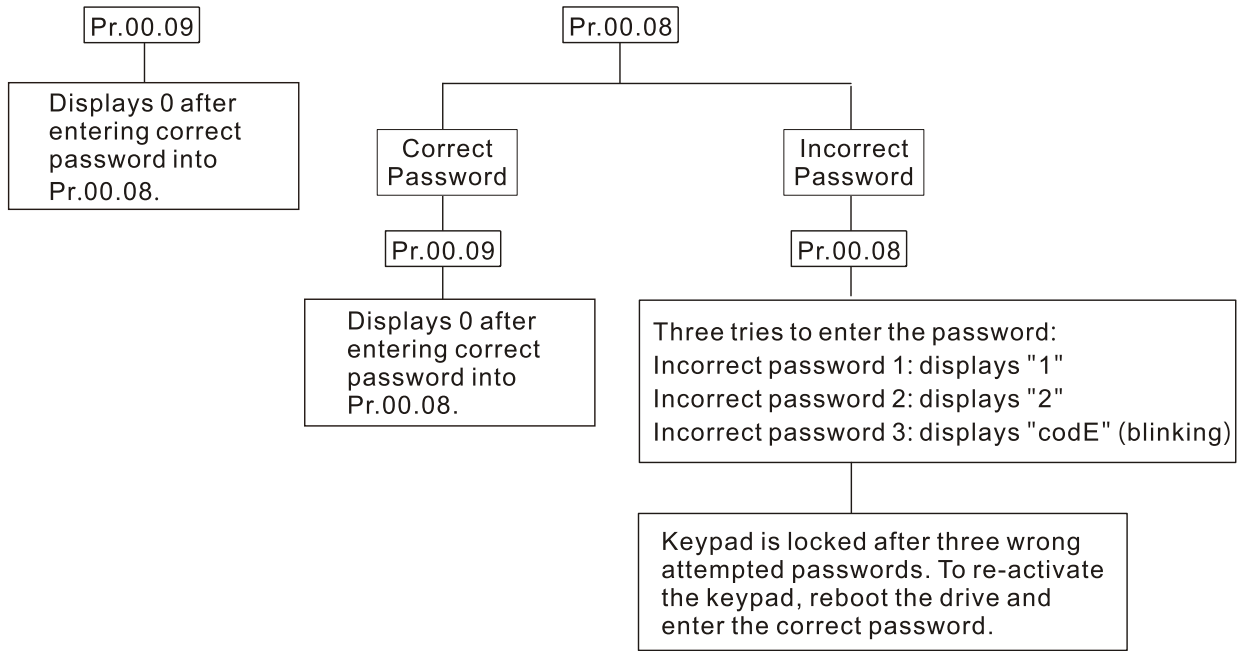 Pr.00.09
Displays 0 after
entering correct
password into
Pr.00.08.
Pr.00.08
Correct
Password
Pr.00.09
Displays 0 after
entering correct
password into
Pr.00.08.
Incorrect
Password
Pr.00.08
Three tries to enter the password:
Incorrect password 1: displays "1"
Incorrect password 2: displays "2"
Incorrect password 3: displays "codE" (blinking)
Keypad is locked after three wrong
attempted passwords. To re-activate
the keypad, reboot the drive and
enter the correct password.